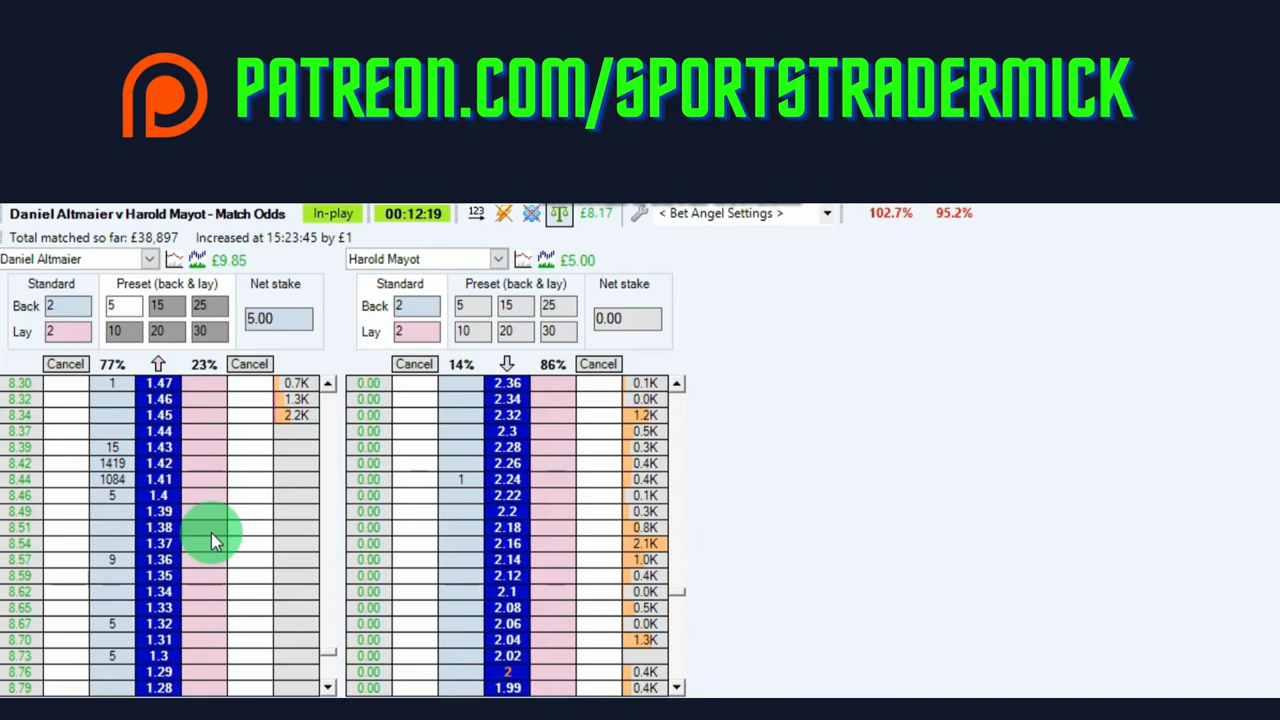 PATREON.COM/SPORTSTRADERMICK
Daniel Altmaier v Harold Mayot - Match Odds In-play 00:12:19 123 £8.17 < Bet Angel Settings > 102.7% 95.2%
Total matched so far: £38,897 Increased at 15:23:45 by £1
Daniel Altmaier £9.85 Harold Mayot £5.00
Standard Preset (back & lay) Net stake Standard Preset (back & lay) Net stake
Back 2 5 15 25 5.00 Back 2 5 15 25 0.00
Lay 2 10 20 30 Lay 2 10 20 30
Cancel 77% 23% Cancel Cancel 14% 86% Cancel
8.30 1 1.47 0.7K 0.00 2.36 0.1K
8.32 1.46 1.3K 0.00 2.34 0.0K
8.34 1.45 2.2K 0.00 2.32 1.2K
8.37 1.44 0.00 2.3 0.5K
8.39 15 1.43 0.00 2.28 0.3K
8.42 1419 1.42 0.00 2.26 0.4K
8.44 1084 1.41 0.00 1 2.24 0.4K
8.46 5 1.4 0.00 2.22 0.1K
8.49 1.39 0.00 2.2 0.3K
8.51 1.38 0.00 2.18 0.8K
8.54 1.37 0.00 2.16 2.1K
8.57 9 1.36 0.00 2.14 1.0K
8.59 1.35 0.00 2.12 0.4K
8.62 1.34 0.00 2.1 0.0K
8.65 1.33 0.00 2.08 0.5K
8.67 5 1.32 0.00 2.06 0.0K
8.70 1.31 0.00 2.04 1.3K
8.73 5 1.3 0.00 2.02
8.76 1.29 0.00 2 0.4K
8.79 1.28 0.00 1.99 0.4K